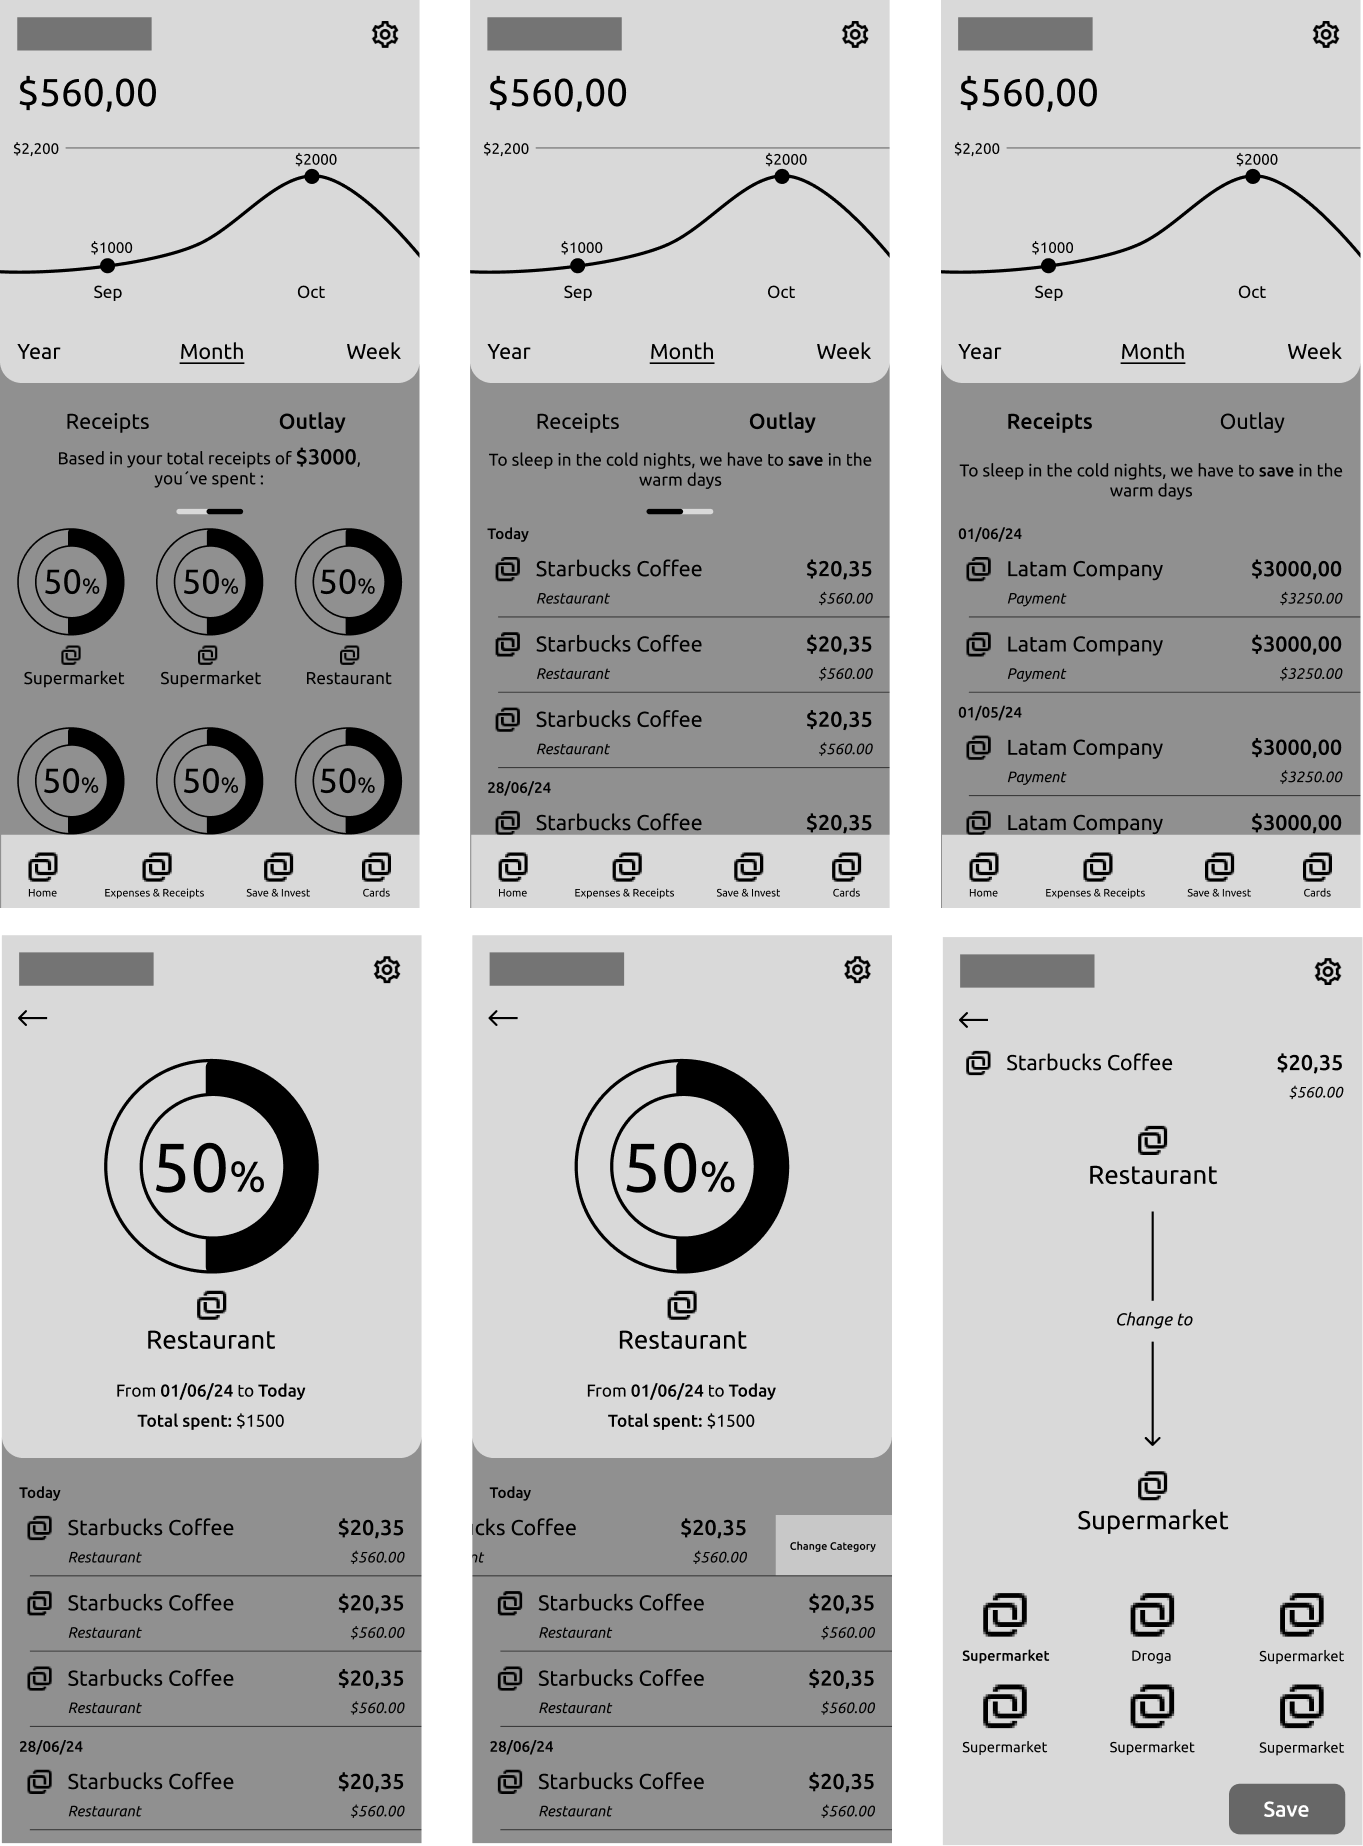 $560,00
$2,200
$2000
$1000
Sep Oct
Year Month Week
Receipts Outlay
Based in your total receipts of $3000,
you´ve spent :
50% 50% 50%
Supermarket Supermarket Restaurant
50% 50% 50%
Home Expenses & Receipts Save & Invest Cards
$560,00
$2,200
$2000
$1000
Sep Oct
Year Month Week
Receipts Outlay
To sleep in the cold nights, we have to save in the
warm days
Today
Starbucks Coffee $20,35
Restaurant $560.00
Starbucks Coffee $20,35
Restaurant $560.00
Starbucks Coffee $20,35
Restaurant $560.00
28/06/24
Starbucks Coffee $20,35
Home Expenses & Receipts Save & Invest Cards
$560,00
$2,200
$2000
$1000
Sep Oct
Year Month Week
Receipts Outlay
To sleep in the cold nights, we have to save in the
warm days
01/06/24
Latam Company $3000,00
Payment $3250.00
Latam Company $3000,00
Payment $3250.00
01/05/24
Latam Company $3000,00
Payment $3250.00
Latam Company $3000,00
Home Expenses & Receipts Save & Invest Cards
50%
Restaurant
From 01/06/24 to Today
Total spent: $1500
Today
Starbucks Coffee $20,35
Restaurant $560.00
Starbucks Coffee $20,35
Restaurant $560.00
Starbucks Coffee $20,35
Restaurant $560.00
28/06/24
Starbucks Coffee $20,35
Restaurant $560.00
50%
Restaurant
From 01/06/24 to Today
Total spent: $1500
Today
cks Coffee $20,35
nt $560.00
Change Category
Starbucks Coffee $20,35
Restaurant $560.00
Starbucks Coffee $20,35
Restaurant $560.00
28/06/24
Starbucks Coffee $20,35
Restaurant $560.00
Starbucks Coffee $20,35
$560.00
Restaurant
Change to
Supermarket
Supermarket Droga Supermarket
Supermarket Supermarket Supermarket
Save